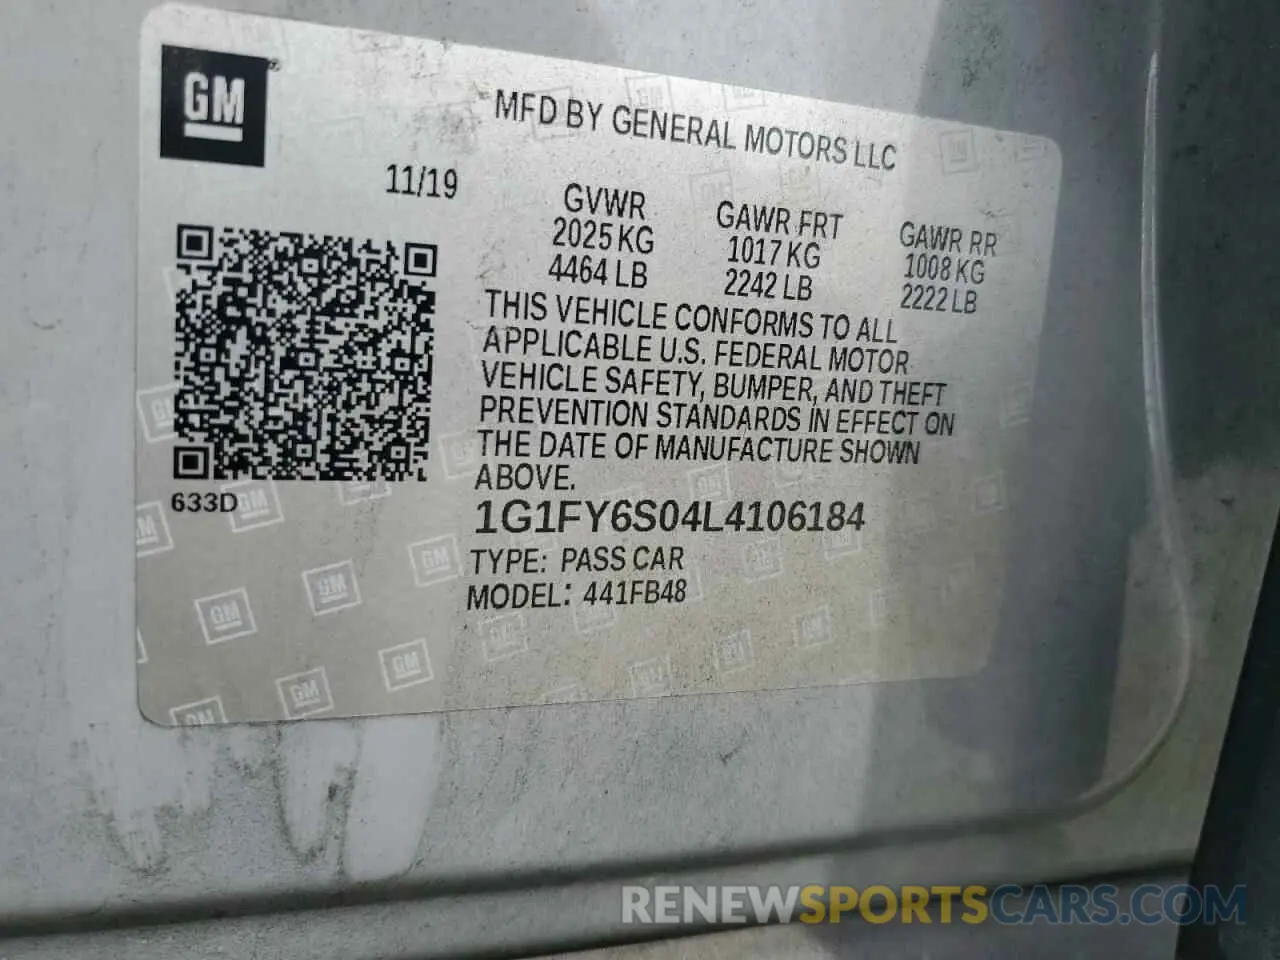 GM
MFD BY GENERAL MOTORS LLC
11/19
GVWR GAWR FRT GAWR RR
2025 KG 1017 KG 1008 KG
4464 LB 2242 LB 2222 LB
THIS VEHICLE CONFORMS TO ALL
APPLICABLE U.S. FEDERAL MOTOR
VEHICLE SAFETY, BUMPER, AND THEFT
PREVENTION STANDARDS IN EFFECT ON
THE DATE OF MANUFACTURE SHOWN
ABOVE.
633D
1G1FY6S04L4106184
TYPE: PASS CAR
MODEL: 441FB48
RENEWSPORTSCARS.COM